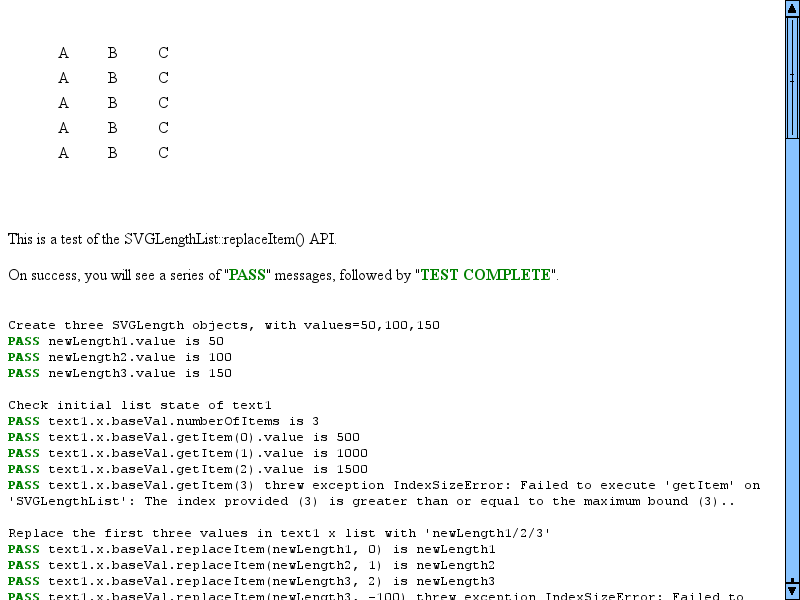 A B C
A B C
A B C
A B C
A B C
This is a test of the SVGLengthList::replaceItem() API.
On success, you will see a series of "PASS" messages, followed by "TEST COMPLETE".
Create three SVGLength objects, with values=50,100,150
PASS newLength1.value is 50
PASS newLength2.value is 100
PASS newLength3.value is 150
Check initial list state of text1
PASS text1.x.baseVal.numberOfItems is 3
PASS text1.x.baseVal.getItem(0).value is 500
PASS text1.x.baseVal.getItem(1).value is 1000
PASS text1.x.baseVal.getItem(2).value is 1500
PASS text1.x.baseVal.getItem(3) threw exception IndexSizeError: Failed to execute 'getItem' on
'SVGLengthList': The index provided (3) is greater than or equal to the maximum bound (3)..
Replace the first three values in text1 x list with 'newLength1/2/3'
PASS text1.x.baseVal.replaceItem(newLength1, 0) is newLength1
PASS text1.x.baseVal.replaceItem(newLength2, 1) is newLength2
PASS text1.x.baseVal.replaceItem(newLength3, 2) is newLength3
PASS text1.x.baseVal.replaceItem(newLength3, -100) threw exception IndexSizeError: Failed to